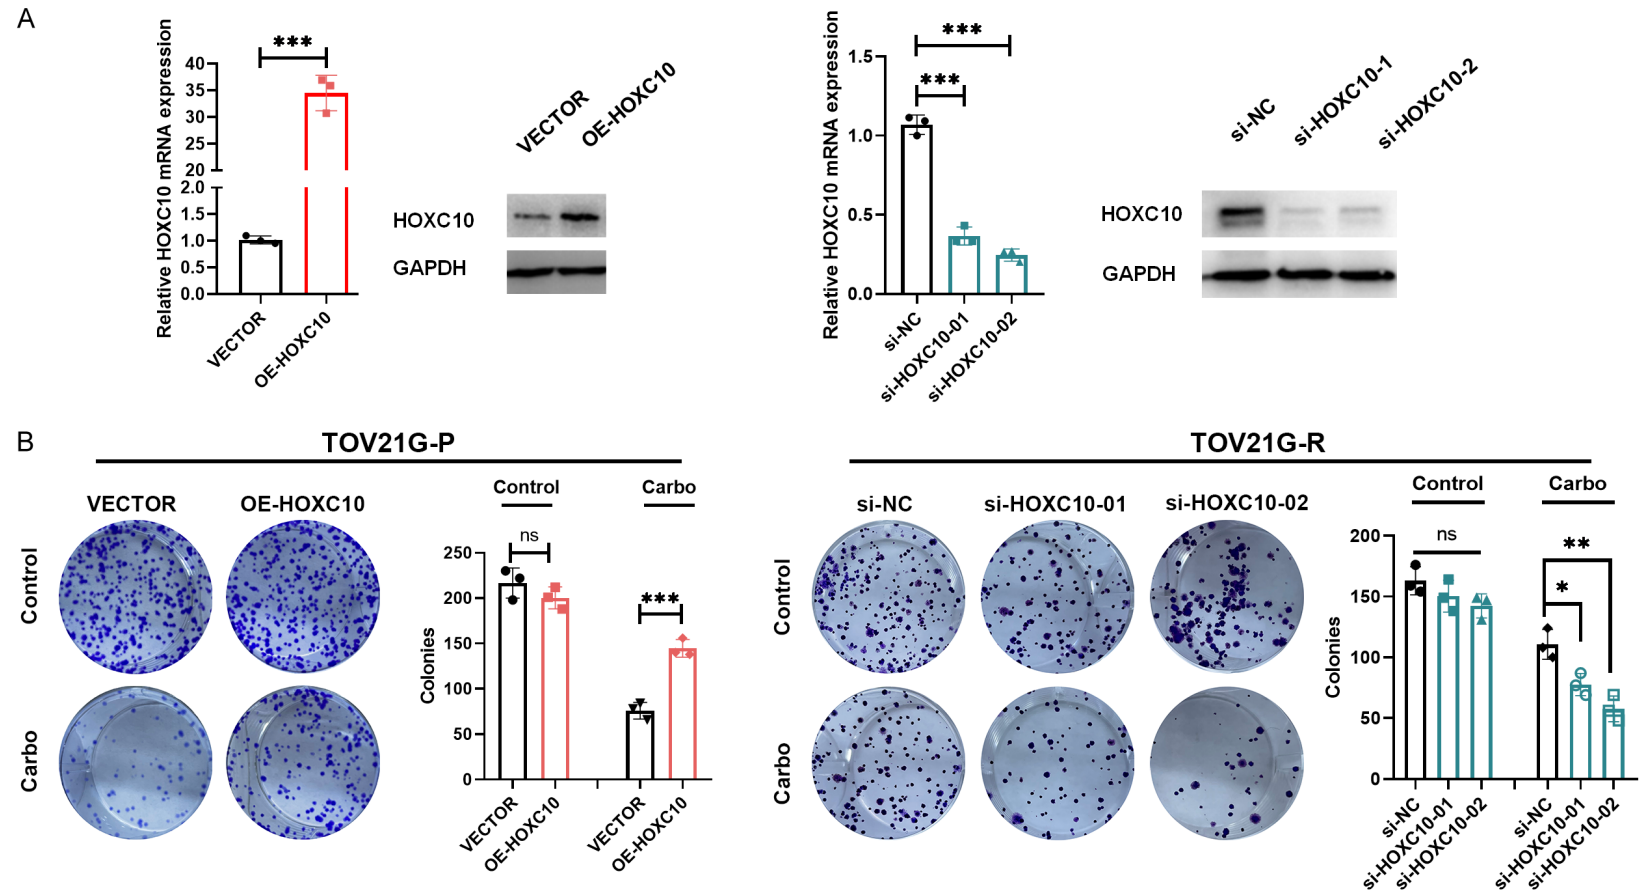 A
Relative HOXC10 mRNA expression
40
35
30
25
20
2.0
1.5
1.0
0.5
0.0
***
VECTOR
OE-HOXC10
VECTOR
OE-HOXC10
HOXC10
GAPDH
Relative HOXC10 mRNA expression
1.5
1.0
0.5
0.0
***
***
si-NC
si-HOXC10-01
si-HOXC10-02
si-NC
si-HOXC10-1
si-HOXC10-2
HOXC10
GAPDH
B
TOV21G-P
VECTOR
OE-HOXC10
Control
Carbo
Control
Carbo
Colonies
250
200
150
100
50
0
ns
***
VECTOR
OE-HOXC10
VECTOR
OE-HOXC10
TOV21G-R
si-NC
si-HOXC10-01
si-HOXC10-02
Control
Carbo
Control
Carbo
Colonies
200
150
100
50
0
ns
*
**
si-NC
si-HOXC10-01
si-HOXC10-02
si-NC
si-HOXC10-01
si-HOXC10-02